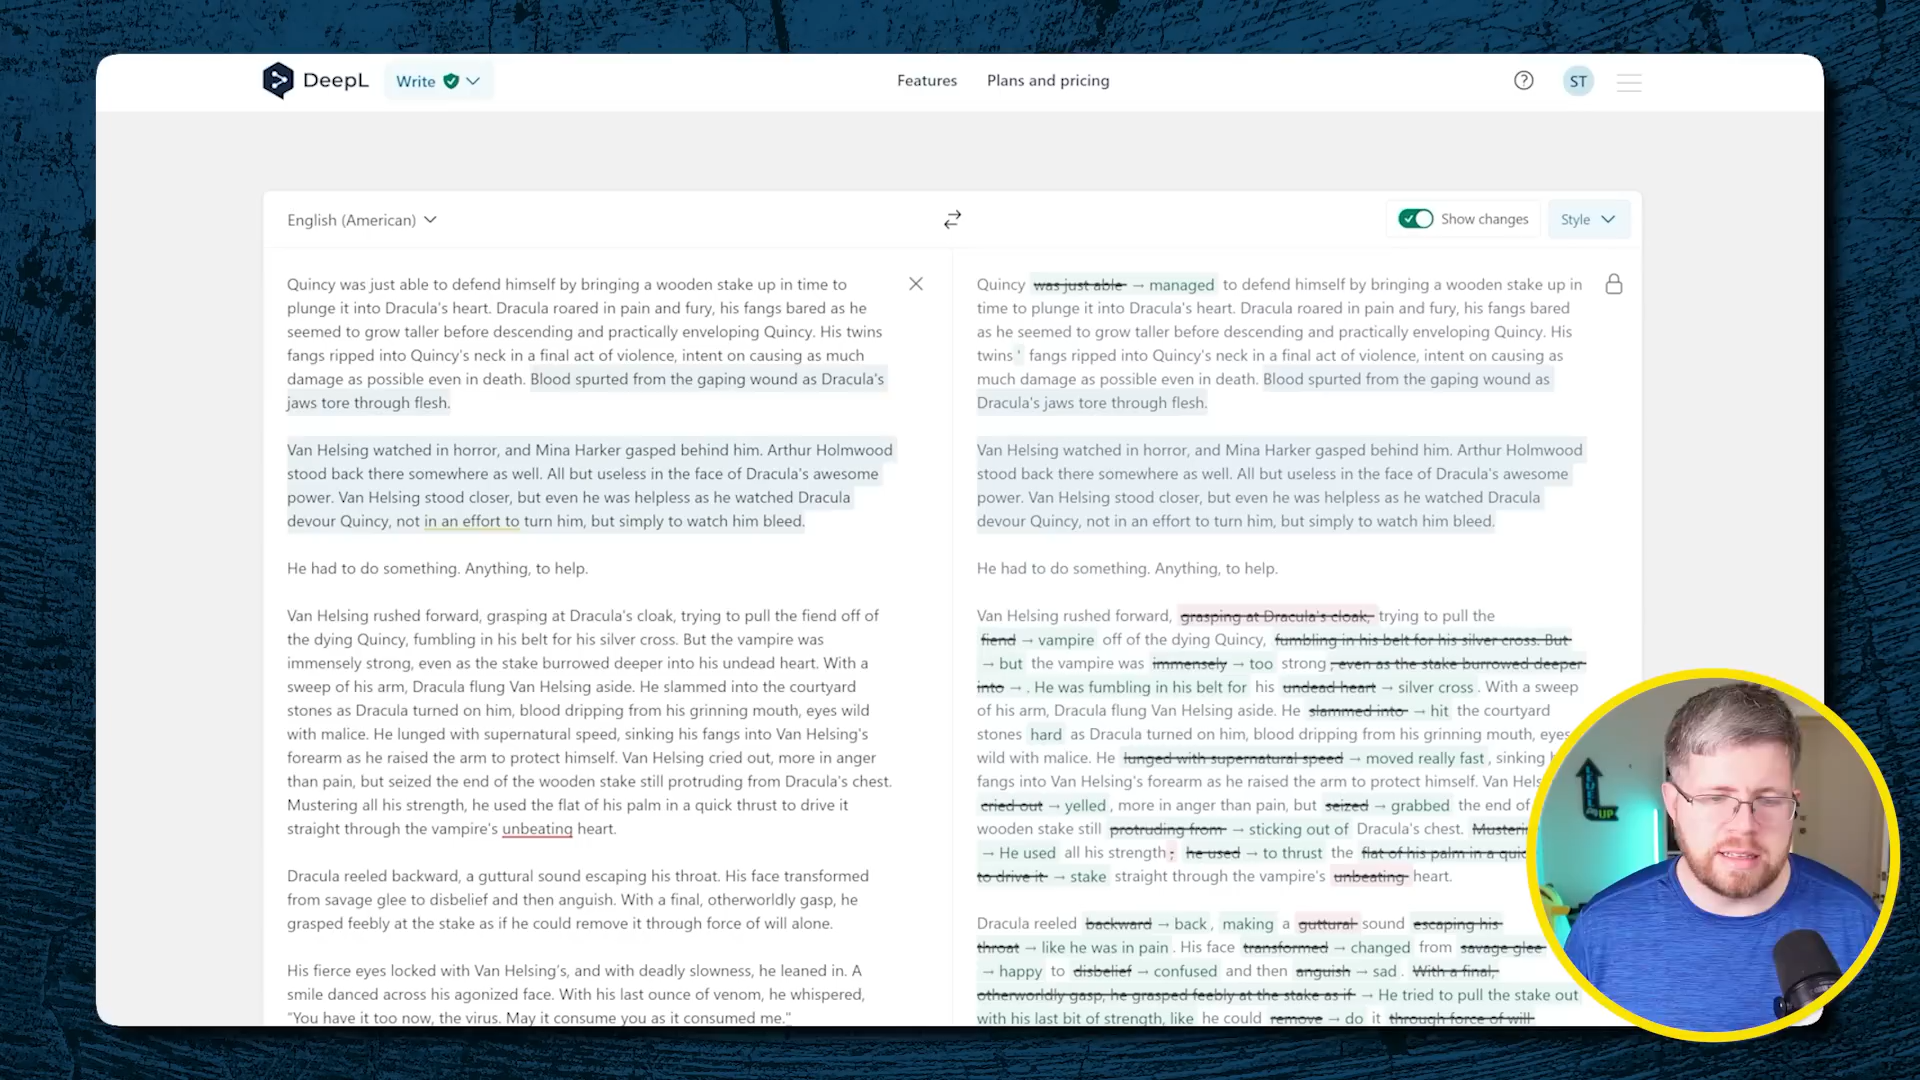 DeepL
Write
Features
Plans and pricing
ST
English (American)
Show changes
Style
Quincy was just able to defend himself by bringing a wooden stake up in time to
plunge it into Dracula's heart. Dracula roared in pain and fury, his fangs bared as he
seemed to grow taller before descending and practically enveloping Quincy. His twins
fangs ripped into Quincy's neck in a final act of violence, intent on causing as much
damage as possible even in death. Blood spurted from the gaping wound as Dracula's
jaws tore through flesh.
Van Helsing watched in horror, and Mina Harker gasped behind him. Arthur Holmwood
stood back there somewhere as well. All but useless in the face of Dracula's awesome
power. Van Helsing stood closer, but even he was helpless as he watched Dracula
devour Quincy, not in an effort to turn him, but simply to watch him bleed.
He had to do something. Anything, to help.
Van Helsing rushed forward, grasping at Dracula's cloak, trying to pull the fiend off of
the dying Quincy, fumbling in his belt for his silver cross. But the vampire was
immensely strong, even as the stake burrowed deeper into his undead heart. With a
sweep of his arm, Dracula flung Van Helsing aside. He slammed into the courtyard
stones as Dracula turned on him, blood dripping from his grinning mouth, eyes wild
with malice. He lunged with supernatural speed, sinking his fangs into Van Helsing's
forearm as he raised the arm to protect himself. Van Helsing cried out, more in anger
than pain, but seized the end of the wooden stake still protruding from Dracula's chest.
Mustering all his strength, he used the flat of his palm in a quick thrust to drive it
straight through the vampire's unbeating heart.
Dracula reeled backward, a guttural sound escaping his throat. His face transformed
from savage glee to disbelief and then anguish. With a final, otherworldly gasp, he
grasped feebly at the stake as if he could remove it through force of will alone.
His fierce eyes locked with Van Helsing's, and with deadly slowness, he leaned in. A
smile danced across his agonized face. With his last ounce of venom, he whispered,
"You have it too now, the virus. May it consume you as it consumed me."
Quincy was just able → managed to defend himself by bringing a wooden stake up in
time to plunge it into Dracula's heart. Dracula roared in pain and fury, his fangs bared
as he seemed to grow taller before descending and practically enveloping Quincy. His
twins ' fangs ripped into Quincy's neck in a final act of violence, intent on causing as
much damage as possible even in death. Blood spurted from the gaping wound as
Dracula's jaws tore through flesh.
Van Helsing watched in horror, and Mina Harker gasped behind him. Arthur Holmwood
stood back there somewhere as well. All but useless in the face of Dracula's awesome
power. Van Helsing stood closer, but even he was helpless as he watched Dracula
devour Quincy, not in an effort to turn him, but simply to watch him bleed.
He had to do something. Anything, to help.
Van Helsing rushed forward, grasping at Dracula's cloak, trying to pull the
fiend → vampire off of the dying Quincy, fumbling in his belt for his silver cross. But
→ but the vampire was immensely → too strong , even as the stake burrowed deeper
into → . He was fumbling in his belt for his undead heart → silver cross . With a sweep
of his arm, Dracula flung Van Helsing aside. He slammed into → hit the courtyard
stones hard as Dracula turned on him, blood dripping from his grinning mouth, eyes
wild with malice. He lunged with supernatural speed → moved really fast , sinking
fangs into Van Helsing's forearm as he raised the arm to protect himself. Van
cried out → yelled , more in anger than pain, but seized → grabbed the end of
wooden stake still protruding from → sticking out of Dracula's chest.
→ He used all his strength , he used → to thrust the flat of his palm in a
to drive it → stake straight through the vampire's unbeating heart.
Dracula reeled backward → back , making a guttural sound escaping his
throat → like he was in pain . His face transformed → changed from savage glee
→ happy to disbelief → confused and then anguish → sad . With a final,
otherworldly gasp, he grasped feebly at the stake as if → He tried to pull the stake out
with his last bit of strength, like he could remove → do it through force of will
UP